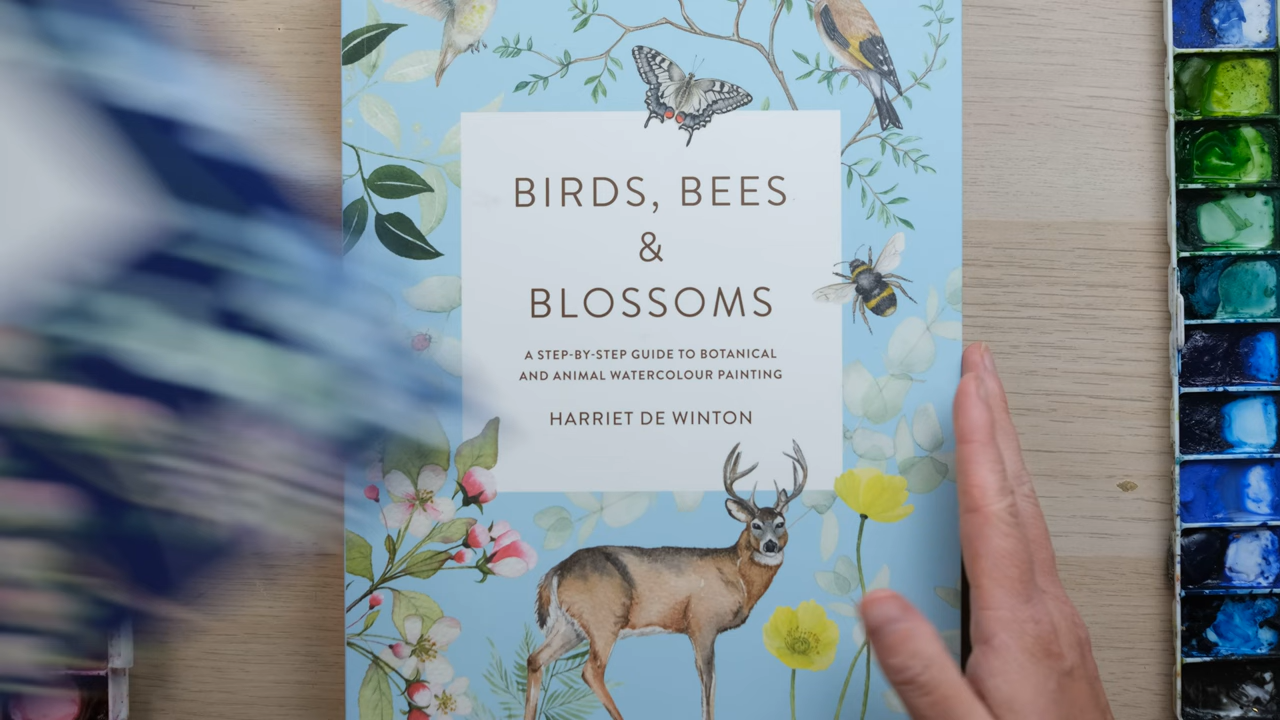 BIRDS, BEES
&
BLOSSOMS
A STEP-BY-STEP GUIDE TO BOTANICAL
AND ANIMAL WATERCOLOUR PAINTING
HARRIET DE WINTON